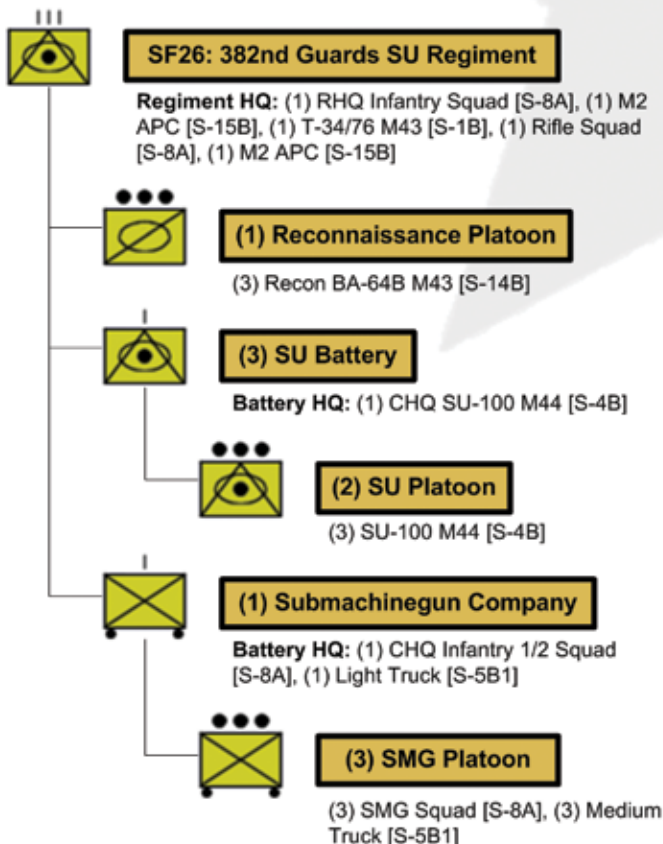 SF26: 382nd Guards SU Regiment
Regiment HQ: (1) RHQ Infantry Squad [S-8A], (1) M2
APC [S-15B], (1) T-34/76 M43 [S-1B], (1) Rifle Squad
[S-8A], (1) M2 APC [S-15B]
(1) Reconnaissance Platoon
(3) Recon BA-64B M43 [S-14B]
(3) SU Battery
Battery HQ: (1) CHQ SU-100 M44 [S-4B]
(2) SU Platoon
(3) SU-100 M44 [S-4B]
(1) Submachinegun Company
Battery HQ: (1) CHQ Infantry 1/2 Squad
[S-8A], (1) Light Truck [S-5B1]
(3) SMG Platoon
(3) SMG Squad [S-8A], (3) Medium
Truck [S-5B1]